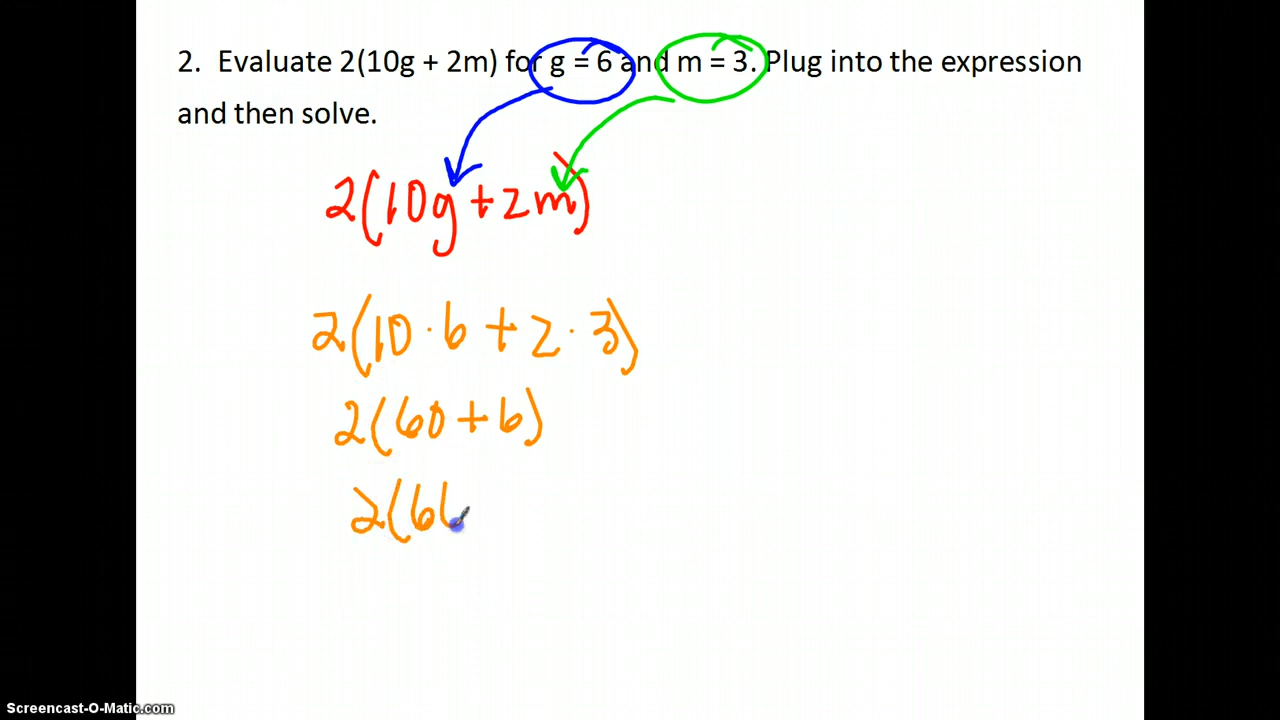 2. Evaluate 2(10g + 2m) for g = 6 and m = 3. Plug into the expression
and then solve.
2(10g + 2m)
2(10 · 6 + 2 · 3)
2(60 + 6)
2(66
Screencast-O-Matic.com